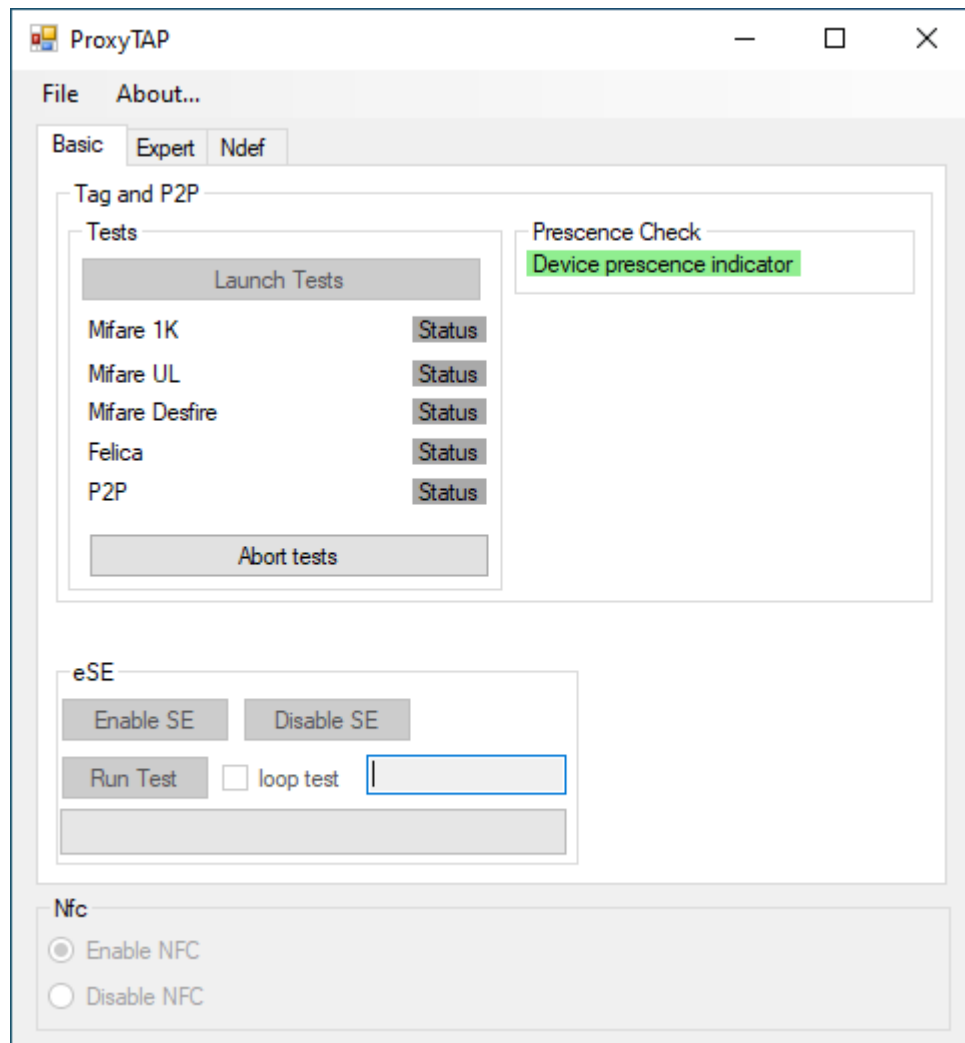 ProxyTAP
File About...
Basic Expert Ndef
Tag and P2P
Tests
Launch Tests
Mifare 1K Status
Mifare UL Status
Mifare Desfire Status
Felica Status
P2P Status
Abort tests
Prescence Check
Device prescence indicator
eSE
Enable SE Disable SE
Run Test loop test
Nfc
Enable NFC
Disable NFC